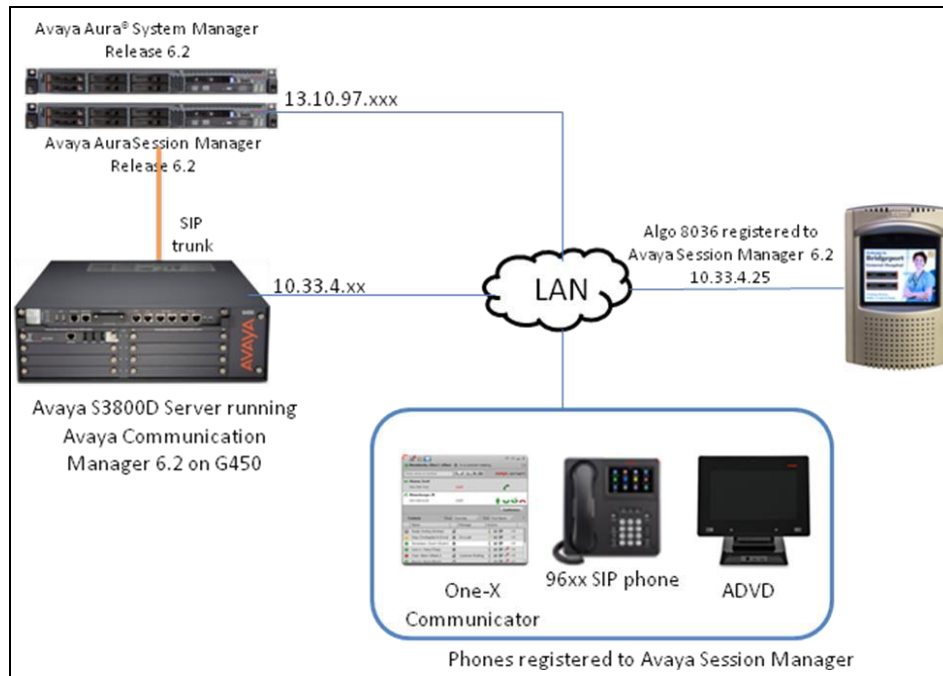 Avaya Aura® System Manager
Release 6.2
13.10.97.xxx
Avaya AuraSession Manager
Release 6.2
SIP
trunk
Algo 8036 registered to
Avaya Session Manager 6.2
10.33.4.25
Bridgeport
10.33.4.xx
LAN
AVAYA
Avaya S3800D Server running
Avaya Communication
Manager 6.2 on G450
One-X
Communicator
96xx SIP phone
ADVD
Phones registered to Avaya Session Manager